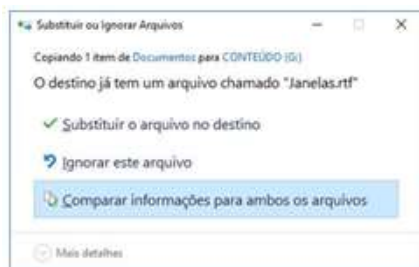 Substituir ou Ignorar Arquivos
Copiando 1 item de Documentos para CONTEÚDO (G:)
O destino já tem um arquivo chamado "Janelas.rtf"
Substituir o arquivo no destino
Ignorar este arquivo
Comparar informações para ambos os arquivos
Mais detalhes